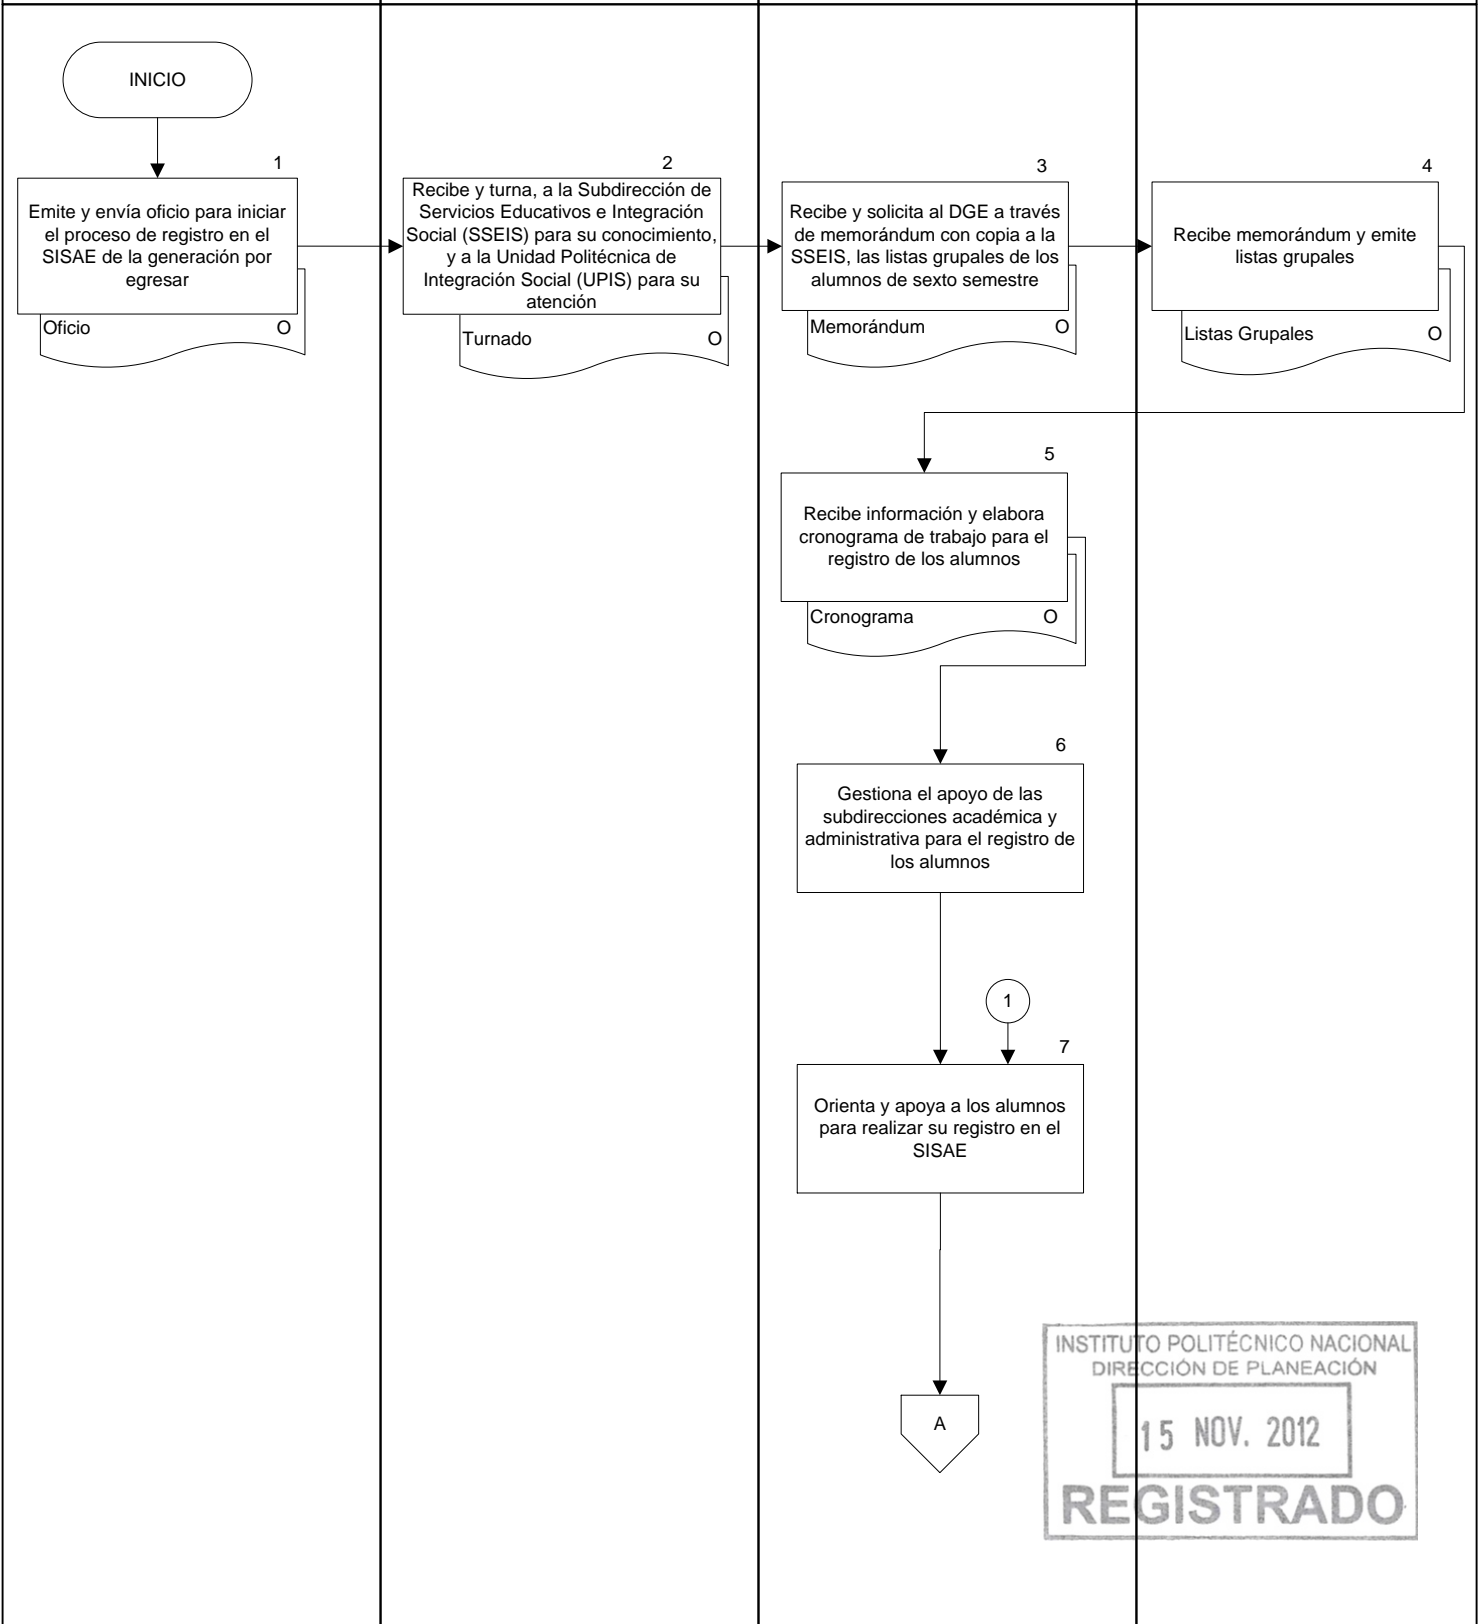 INICIO
1
Emite y envía oficio para iniciar
el proceso de registro en el
SISAE de la generación por
egresar
Oficio O
2
Recibe y turna, a la Subdirección de
Servicios Educativos e Integración
Social (SSEIS) para su conocimiento,
y a la Unidad Politécnica de
Integración Social (UPIS) para su
atención
Turnado O
3
Recibe y solicita al DGE a través
de memorándum con copia a la
SSEIS, las listas grupales de los
alumnos de sexto semestre
Memorándum O
4
Recibe memorándum y emite
listas grupales
Listas Grupales O
5
Recibe información y elabora
cronograma de trabajo para el
registro de los alumnos
Cronograma O
6
Gestiona el apoyo de las
subdirecciones académica y
administrativa para el registro de
los alumnos
1
7
Orienta y apoya a los alumnos
para realizar su registro en el
SISAE
A
INSTITUTO POLITÉCNICO NACIONAL
DIRECCIÓN DE PLANEACIÓN
15 NOV. 2012
REGISTRADO